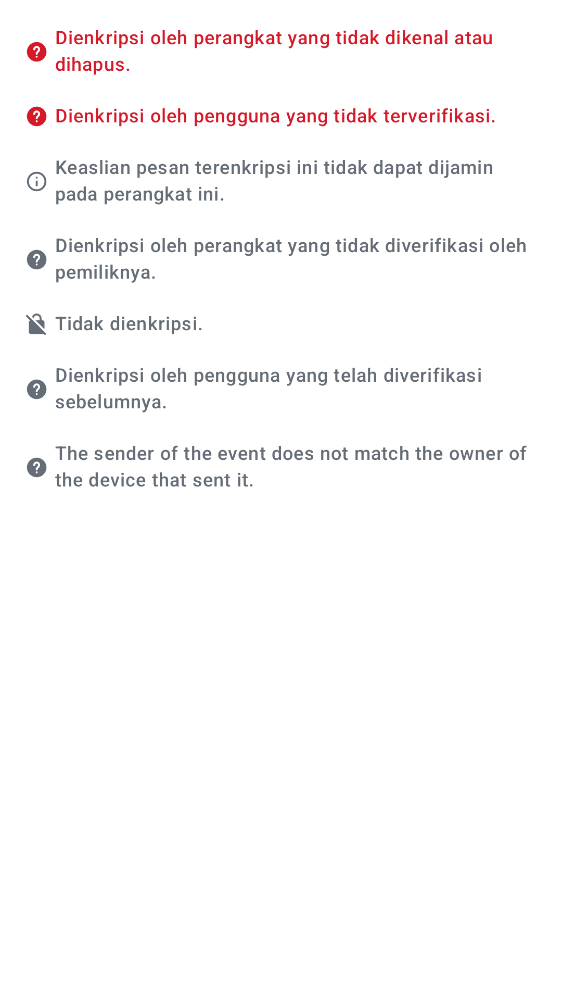 Dienkripsi oleh perangkat yang tidak dikenal atau
dihapus.
Dienkripsi oleh pengguna yang tidak terverifikasi.
Keaslian pesan terenkripsi ini tidak dapat dijamin
pada perangkat ini.
Dienkripsi oleh perangkat yang tidak diverifikasi oleh
pemiliknya.
Tidak dienkripsi.
Dienkripsi oleh pengguna yang telah diverifikasi
sebelumnya.
The sender of the event does not match the owner of
the device that sent it.